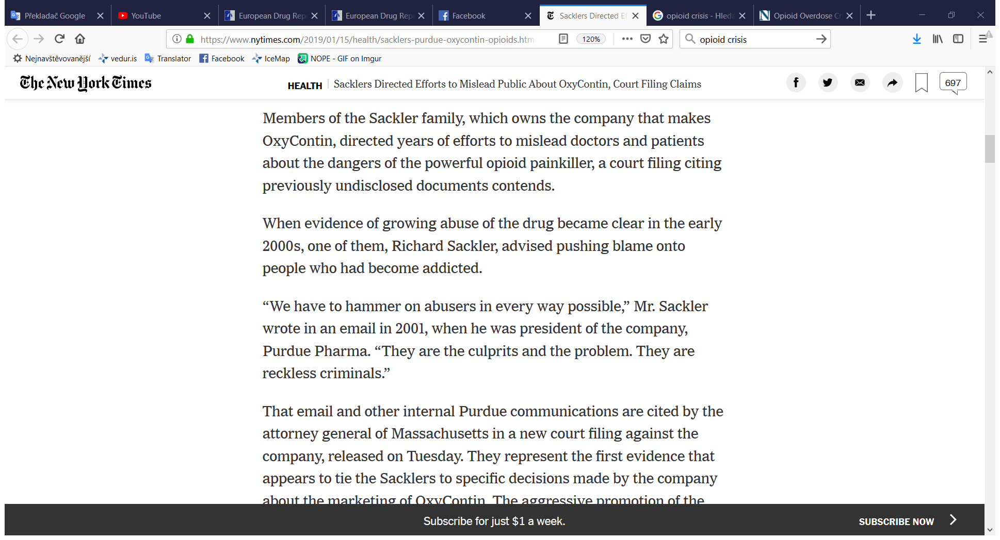 Překladač Google
YouTube
European Drug Rep
European Drug Rep
Facebook
Sacklers Directed Ef
opioid crisis - Hleda
Opioid Overdose Cr
https://www.nytimes.com/2019/01/15/health/sacklers-purdue-oxycontin-opioids.htm
120%
opioid crisis
Nejnavštěvovanější
vedur.is
Translator
Facebook
IceMap
NOPE - GIF on Imgur
The New York Times
HEALTH
Sacklers Directed Efforts to Mislead Public About OxyContin, Court Filing Claims
697
Members of the Sackler family, which owns the company that makes
OxyContin, directed years of efforts to mislead doctors and patients
about the dangers of the powerful opioid painkiller, a court filing citing
previously undisclosed documents contends.
When evidence of growing abuse of the drug became clear in the early
2000s, one of them, Richard Sackler, advised pushing blame onto
people who had become addicted.
“We have to hammer on abusers in every way possible,” Mr. Sackler
wrote in an email in 2001, when he was president of the company,
Purdue Pharma. “They are the culprits and the problem. They are
reckless criminals.”
That email and other internal Purdue communications are cited by the
attorney general of Massachusetts in a new court filing against the
company, released on Tuesday. They represent the first evidence that
appears to tie the Sacklers to specific decisions made by the company
about the marketing of OxyContin. The aggressive promotion of the
Subscribe for just $1 a week.
SUBSCRIBE NOW